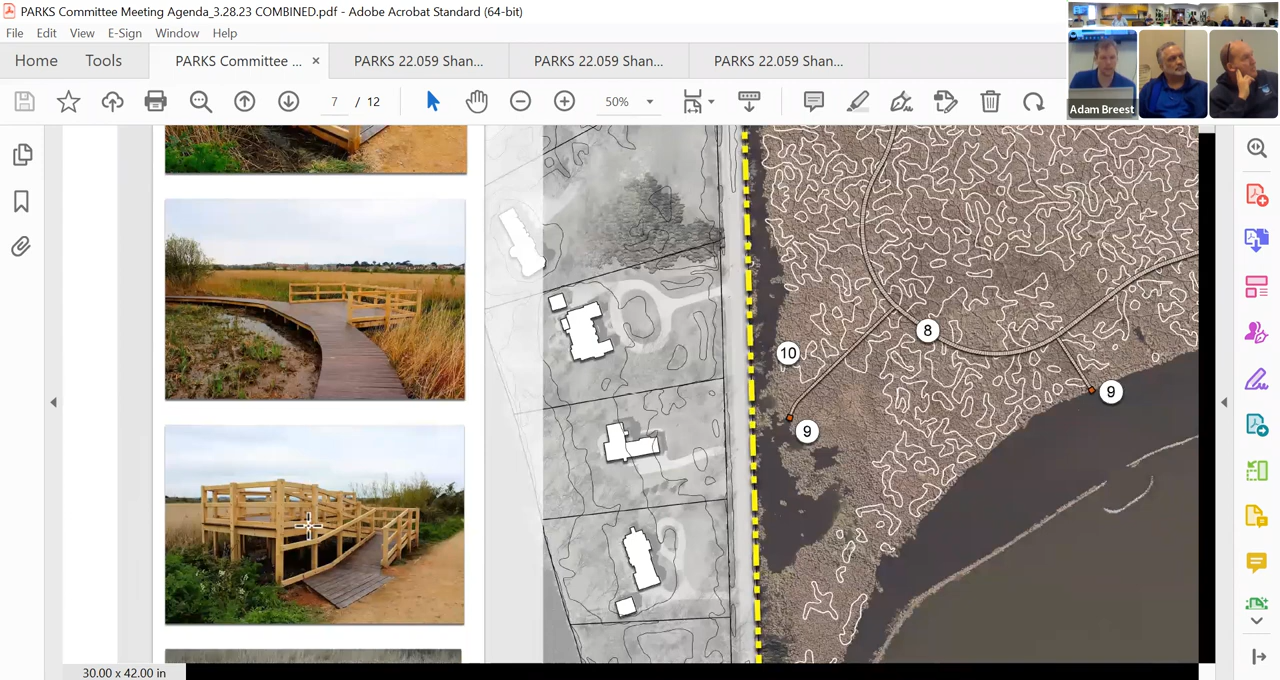 PARKS Committee Meeting Agenda_3.28.23 COMBINED.pdf - Adobe Acrobat Standard (64-bit)
File Edit View E-Sign Window Help
Home Tools PARKS Committee ... × PARKS 22.059 Shan... PARKS 22.059 Shan... PARKS 22.059 Shan...
7 / 12 50%
Adam Breest
8
10
9
9
30.00 x 42.00 in